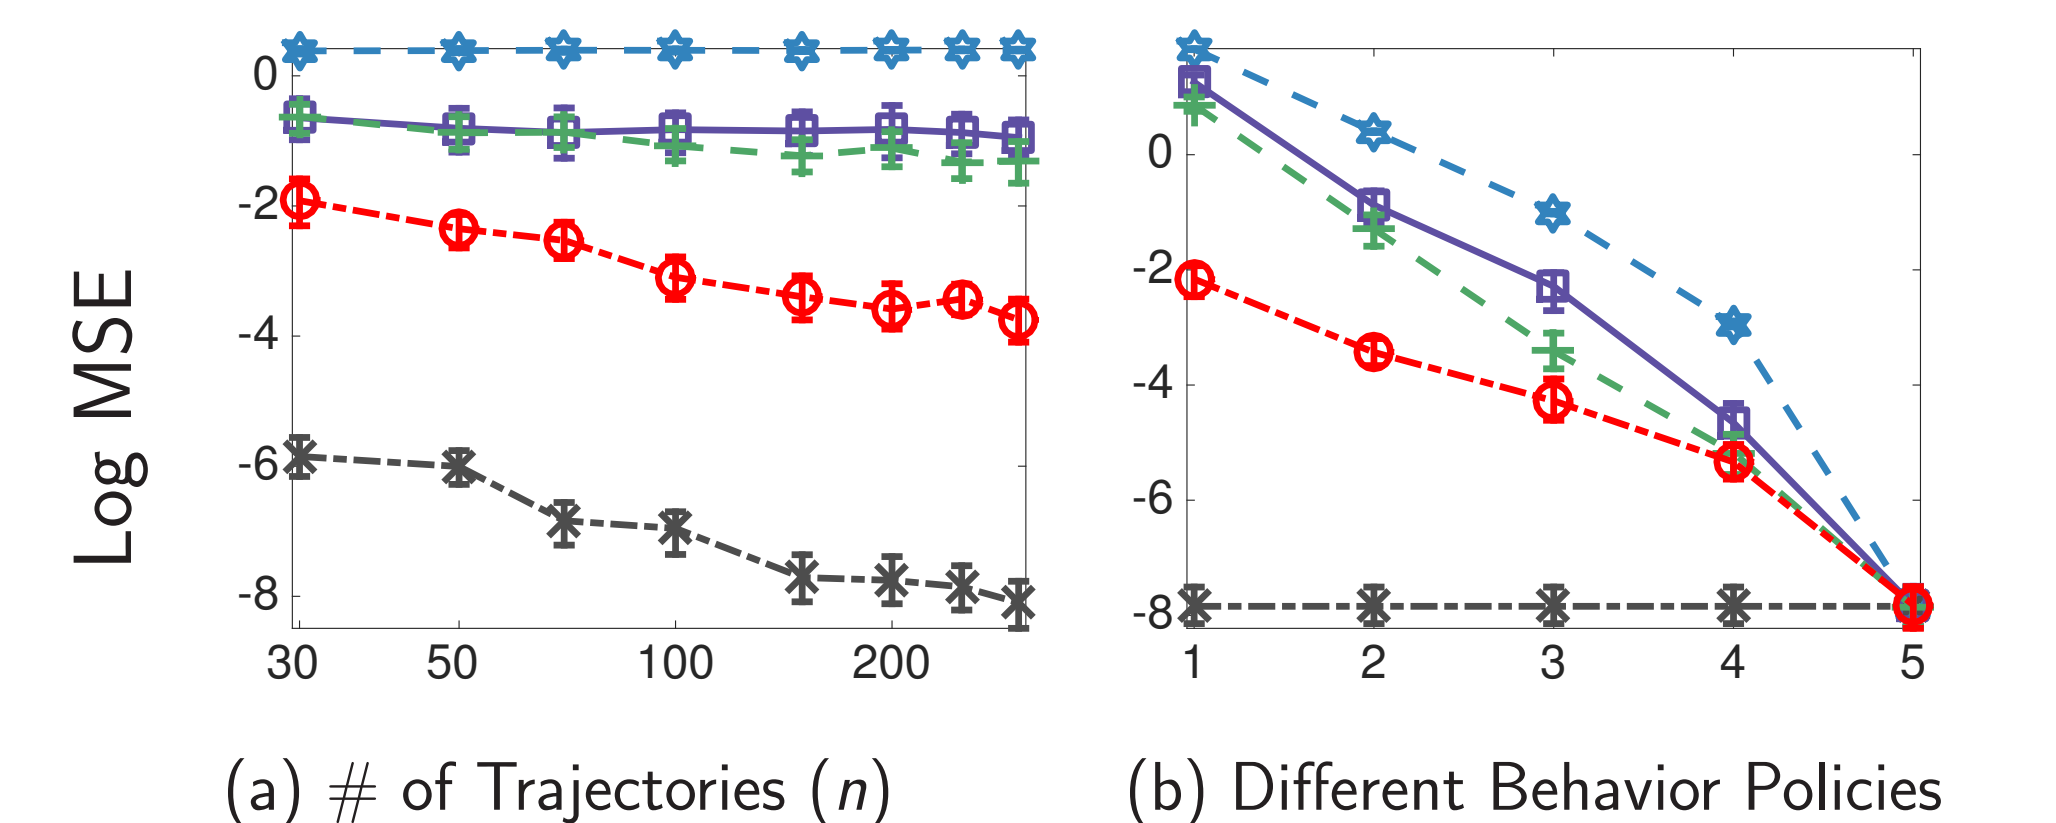 Log MSE
0
-2
-4
-6
-8
30 50 100 200
(a) # of Trajectories (n)
0
-2
-4
-6
-8
1 2 3 4 5
(b) Different Behavior Policies